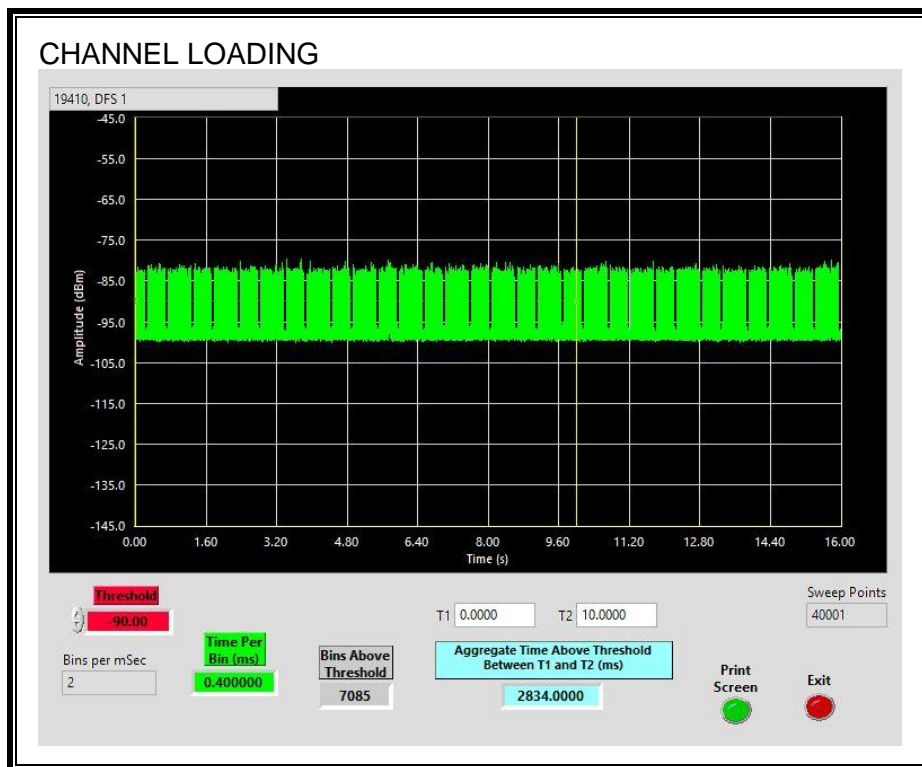 CHANNEL LOADING
19410, DFS 1
-45.0
-55.0
-65.0
-75.0
-85.0
-95.0
-105.0
-115.0
-125.0
-135.0
-145.0
Amplitude (dBm)
0.00 1.60 3.20 4.80 6.40 8.00 9.60 11.20 12.80 14.40 16.00
Time (s)
Threshold
-90.00
Bins per mSec
2
Time Per
Bin (ms)
0.400000
Bins Above
Threshold
7085
T1 0.0000 T2 10.0000
Aggregate Time Above Threshold
Between T1 and T2 (ms)
2834.0000
Sweep Points
40001
Print
Screen
Exit